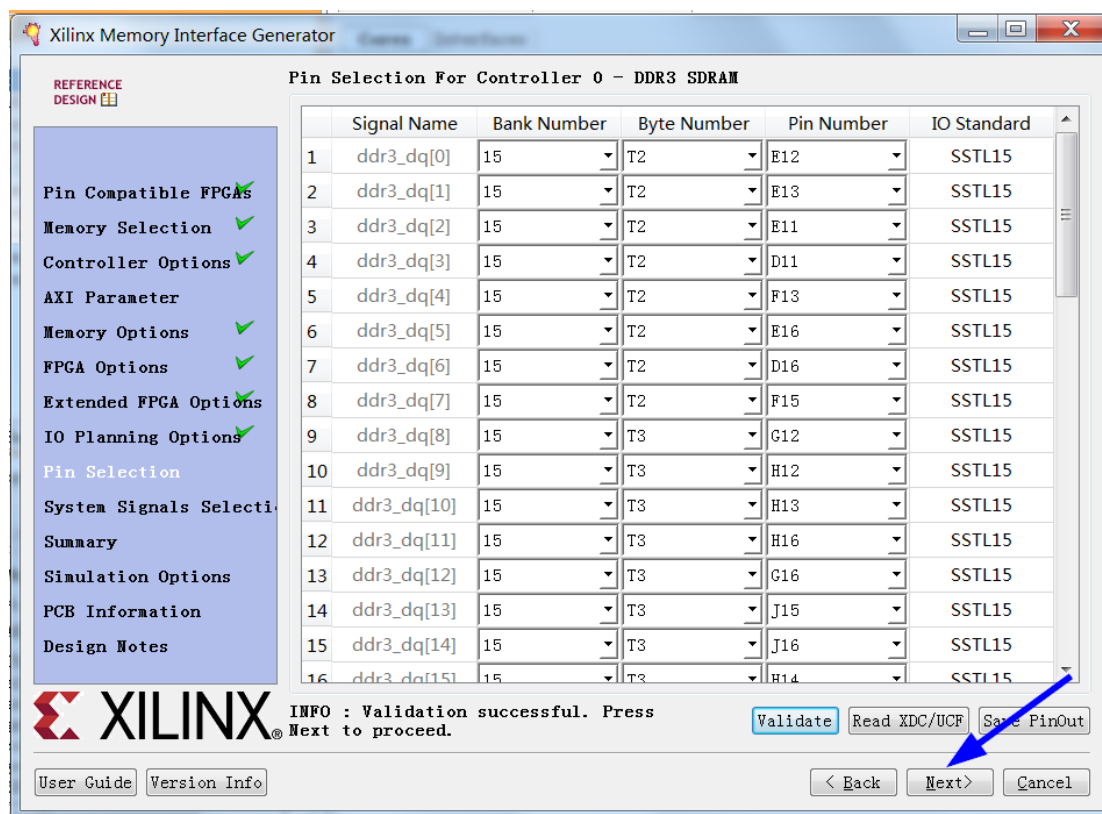 Xilinx Memory Interface Generator
REFERENCE
DESIGN
Pin Selection For Controller 0 - DDR3 SDRAM
Signal Name Bank Number Byte Number Pin Number IO Standard
1 ddr3_dq[0] 15 T2 E12 SSTL15
2 ddr3_dq[1] 15 T2 E13 SSTL15
3 ddr3_dq[2] 15 T2 E11 SSTL15
4 ddr3_dq[3] 15 T2 D11 SSTL15
5 ddr3_dq[4] 15 T2 F13 SSTL15
6 ddr3_dq[5] 15 T2 E16 SSTL15
7 ddr3_dq[6] 15 T2 D16 SSTL15
8 ddr3_dq[7] 15 T2 F15 SSTL15
9 ddr3_dq[8] 15 T3 G12 SSTL15
10 ddr3_dq[9] 15 T3 H12 SSTL15
11 ddr3_dq[10] 15 T3 H13 SSTL15
12 ddr3_dq[11] 15 T3 H16 SSTL15
13 ddr3_dq[12] 15 T3 G16 SSTL15
14 ddr3_dq[13] 15 T3 J15 SSTL15
15 ddr3_dq[14] 15 T3 J16 SSTL15
16 ddr3_dq[15] 15 T3 H14 SSTL15
Pin Compatible FPGAs
Memory Selection
Controller Options
AXI Parameter
Memory Options
FPGA Options
Extended FPGA Options
IO Planning Options
Pin Selection
System Signals Selecti
Summary
Simulation Options
PCB Information
Design Notes
XILINX®
INFO : Validation successful. Press
Next to proceed.
Validate Read XDC/UCF Save PinOut
User Guide Version Info < Back Next> Cancel